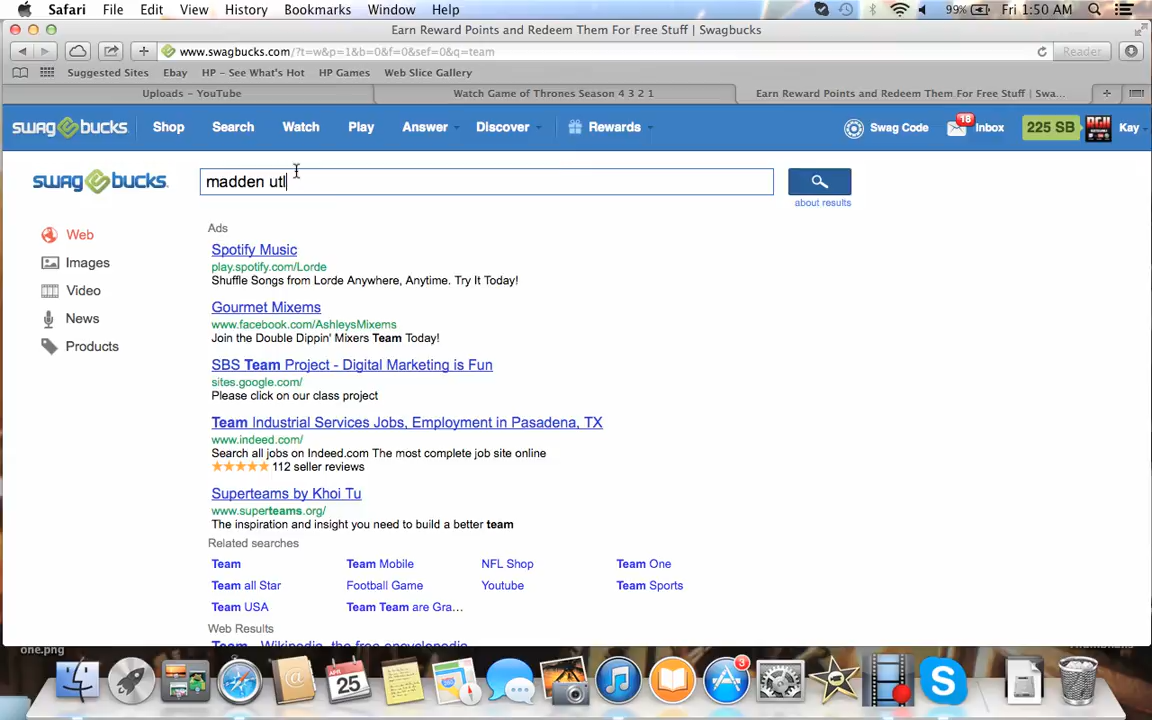 Safari File Edit View History Bookmarks Window Help 99% Fri 1:50 AM
Earn Reward Points and Redeem Them For Free Stuff | Swagbucks
www.swagbucks.com/?t=w&p=1&b=0&f=0&sef=0&q=team Reader
Suggested Sites Ebay HP – See What's Hot HP Games Web Slice Gallery
Uploads – YouTube Watch Game of Thrones Season 4 3 2 1 Earn Reward Points and Redeem Them For Free Stuff | Swa...
swagbucks Shop Search Watch Play Answer Discover Rewards Swag Code 18 Inbox 225 SB Kay
swagbucks madden utl
about results
Web
Images
Video
News
Products
Ads
Spotify Music
play.spotify.com/Lorde
Shuffle Songs from Lorde Anywhere, Anytime. Try It Today!
Gourmet Mixems
www.facebook.com/AshleysMixems
Join the Double Dippin' Mixers Team Today!
SBS Team Project - Digital Marketing is Fun
sites.google.com/
Please click on our class project
Team Industrial Services Jobs, Employment in Pasadena, TX
www.indeed.com/
Search all jobs on Indeed.com The most complete job site online
112 seller reviews
Superteams by Khoi Tu
www.superteams.org/
The inspiration and insight you need to build a better team
Related searches
Team Team Mobile NFL Shop Team One
Team all Star Football Game Youtube Team Sports
Team USA Team Team are Gra...
Web Results
Team - Wikipedia, the free encyclopedia
one.png
APR 25 3